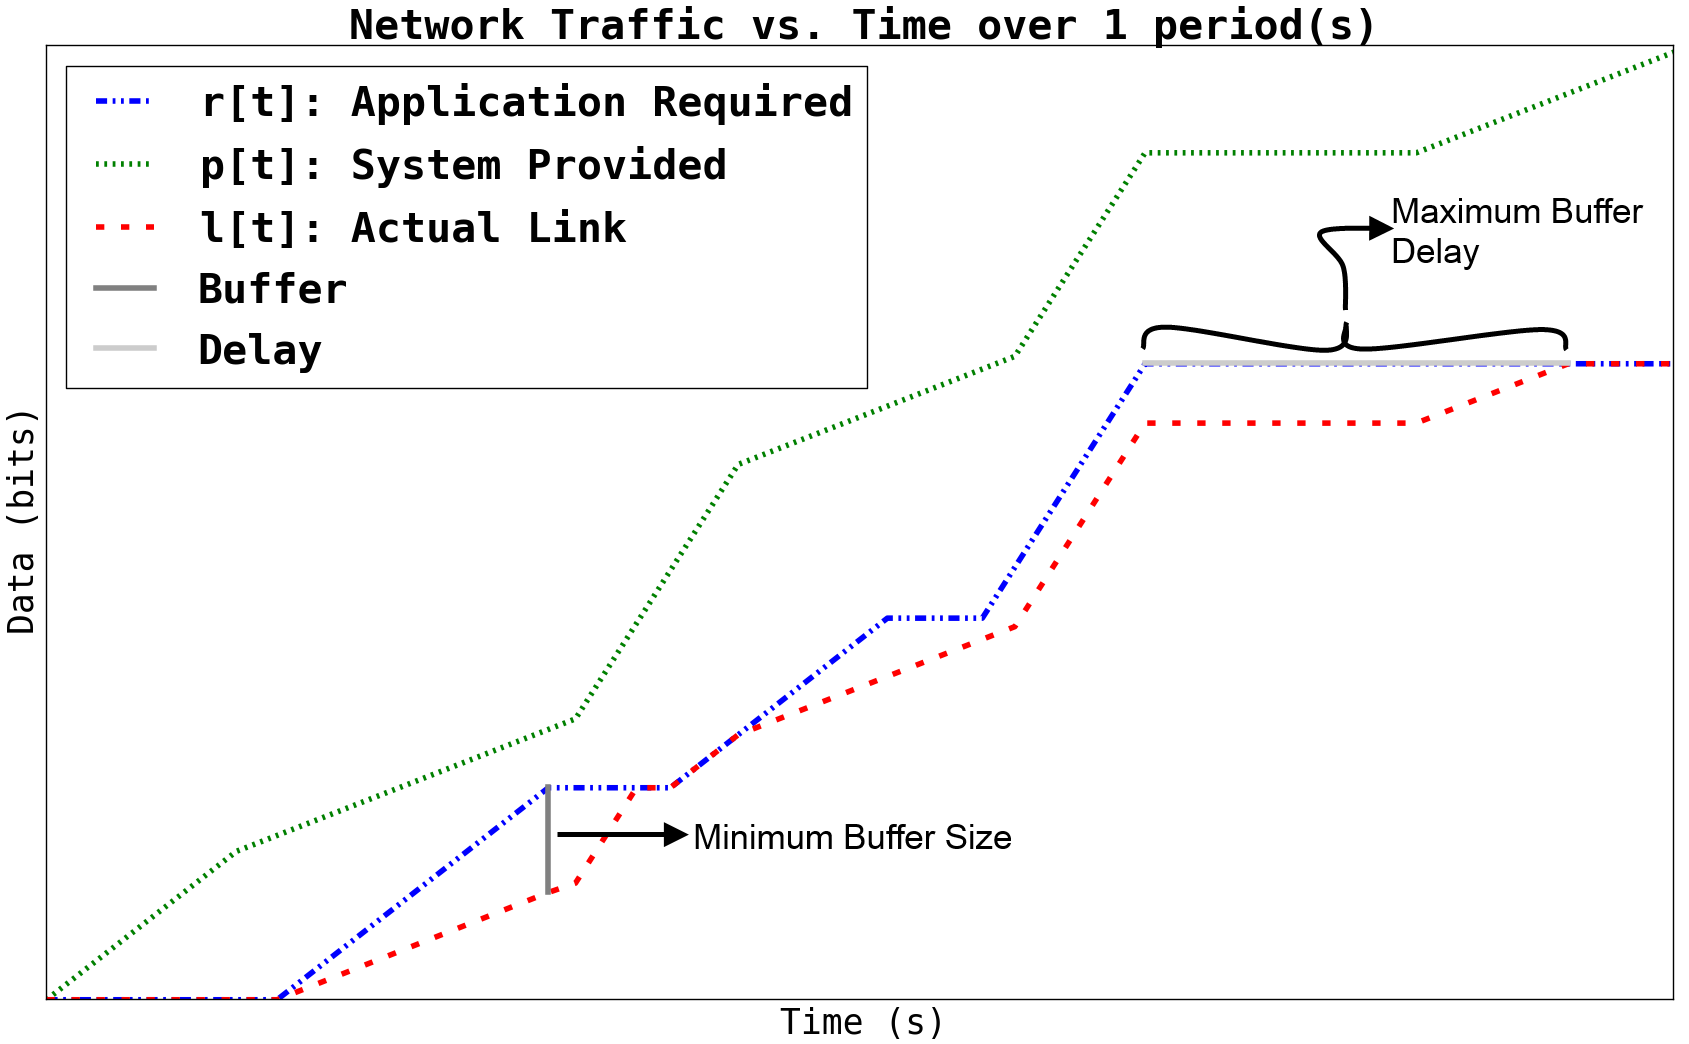 Network Traffic vs. Time over 1 period(s)
r[t]: Application Required
p[t]: System Provided
l[t]: Actual Link
Buffer
Delay
Maximum Buffer
Delay
Minimum Buffer Size
Data (bits)
Time (s)